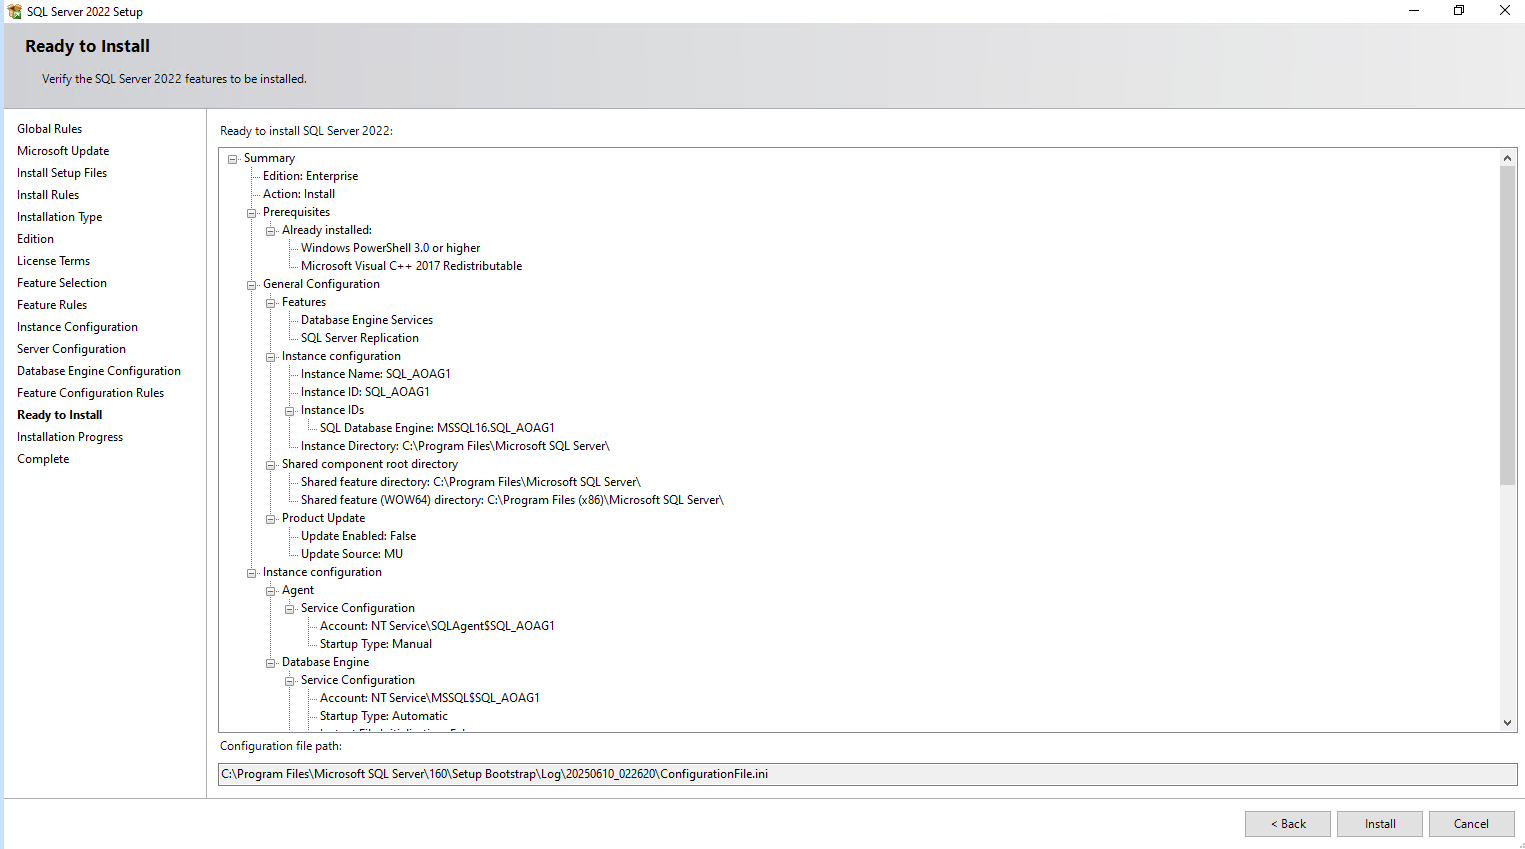 SQL Server 2022 Setup
Ready to Install
Verify the SQL Server 2022 features to be installed.
Global Rules
Microsoft Update
Install Setup Files
Install Rules
Installation Type
Edition
License Terms
Feature Selection
Feature Rules
Instance Configuration
Server Configuration
Database Engine Configuration
Feature Configuration Rules
Ready to Install
Installation Progress
Complete
Ready to install SQL Server 2022:
Summary
Edition: Enterprise
Action: Install
Prerequisites
Already installed:
Windows PowerShell 3.0 or higher
Microsoft Visual C++ 2017 Redistributable
General Configuration
Features
Database Engine Services
SQL Server Replication
Instance configuration
Instance Name: SQL_AOAG1
Instance ID: SQL_AOAG1
Instance IDs
SQL Database Engine: MSSQL16.SQL_AOAG1
Instance Directory: C:\Program Files\Microsoft SQL Server\
Shared component root directory
Shared feature directory: C:\Program Files\Microsoft SQL Server\
Shared feature (WOW64) directory: C:\Program Files (x86)\Microsoft SQL Server\
Product Update
Update Enabled: False
Update Source: MU
Instance configuration
Agent
Service Configuration
Account: NT Service\SQLAgent$SQL_AOAG1
Startup Type: Manual
Database Engine
Service Configuration
Account: NT Service\MSSQL$SQL_AOAG1
Startup Type: Automatic
Configuration file path:
C:\Program Files\Microsoft SQL Server\160\Setup Bootstrap\Log\20250610_022620\ConfigurationFile.ini
< Back
Install
Cancel